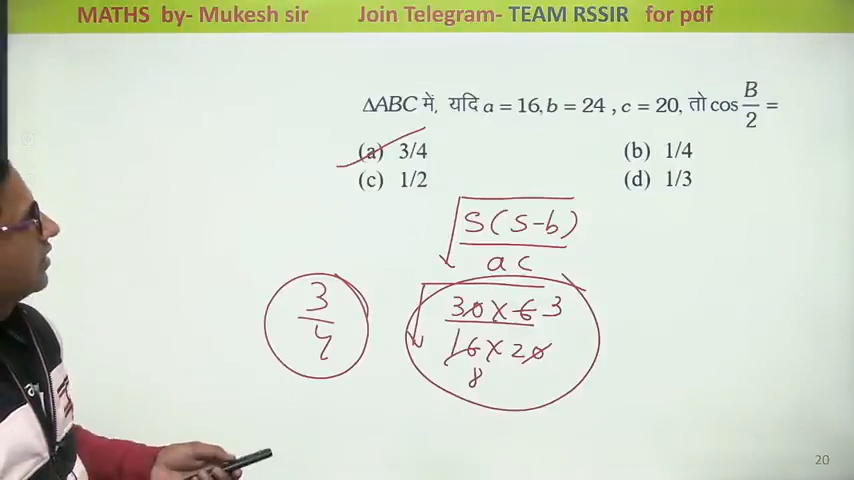 MATHS by- Mukesh sir Join Telegram- TEAM RSSIR for pdf
ΔABC में, यदि a = 16, b = 24 , c = 20, तो cos B/2 =
(a) 3/4 (b) 1/4
(c) 1/2 (d) 1/3
√(S(S-b)/ac)
3/4 √(30×6 3/16×20)
8
20